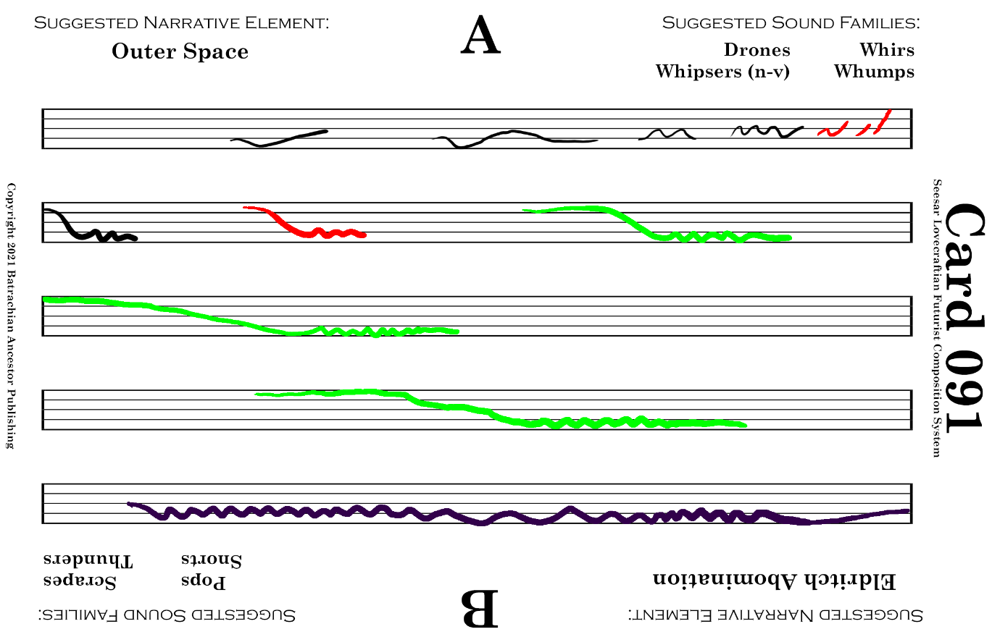 Suggested Narrative Element:
Outer Space
A
Suggested Sound Families:
Drones Whirs
Whipsers (n-v) Whumps
Copyright 2021 Batrachian Ancestor Publishing
Card 091
Seesar Lovecraftian Futurist Composition System
B
Suggested Narrative Element:
Eldritch Abomination
Suggested Sound Families:
Pops Scrapes
Snorts Thunders